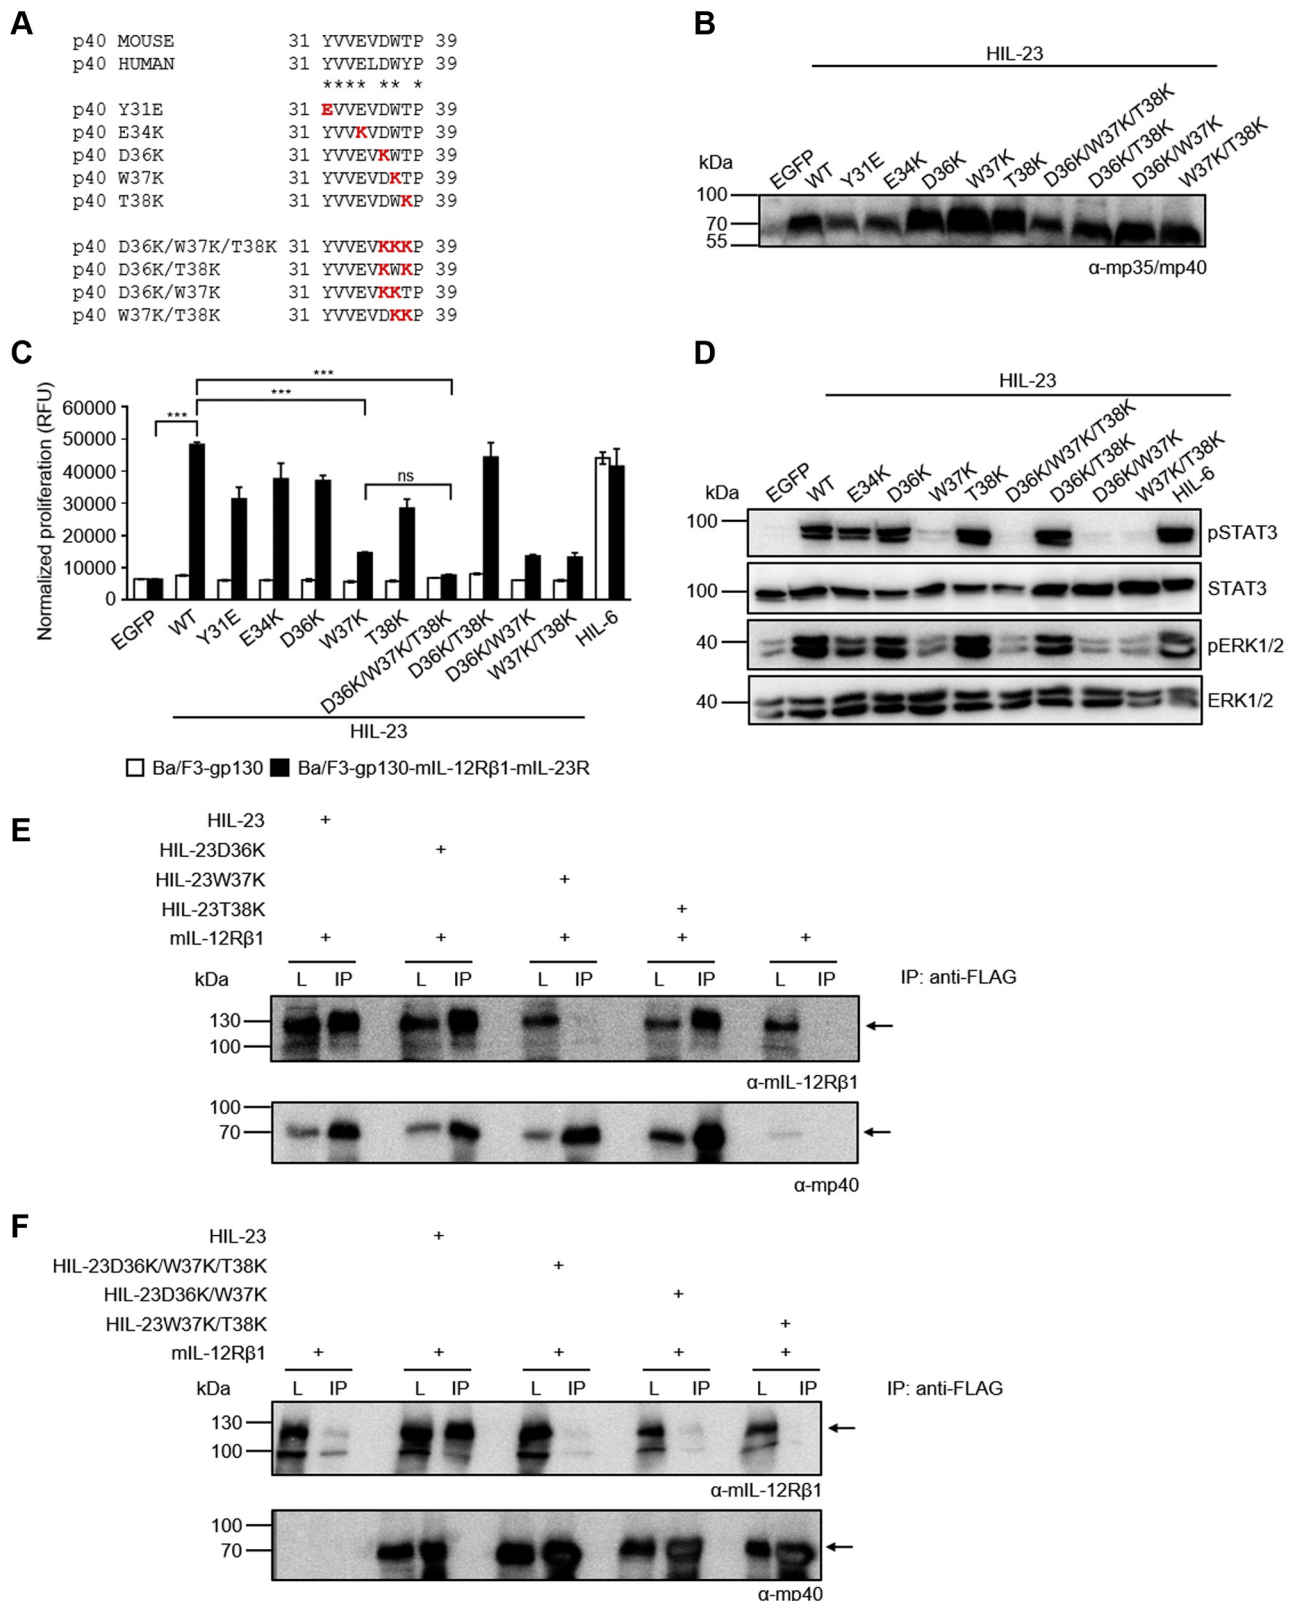 A
p40 MOUSE 31 YVVEVDWTP 39
p40 HUMAN 31 YVVELDWYP 39
**** ** *
p40 Y31E 31 EVVEVDWTP 39
p40 E34K 31 YVVKVDWTP 39
p40 D36K 31 YVVEVKWTP 39
p40 W37K 31 YVVEVDKTP 39
p40 T38K 31 YVVEVDWKP 39
p40 D36K/W37K/T38K 31 YVVEVKKKP 39
p40 D36K/T38K 31 YVVEVKWKP 39
p40 D36K/W37K 31 YVVEVKKTP 39
p40 W37K/T38K 31 YVVEVDKKP 39
B
HIL-23
kDa EGFP WT Y31E E34K D36K W37K T38K D36K/W37K/T38K D36K/T38K D36K/W37K W37K/T38K
100
70
55
α-mp35/mp40
C
Normalized proliferation (RFU)
60000
50000
40000
30000
20000
10000
0
***
***
***
ns
EGFP WT Y31E E34K D36K W37K T38K D36K/W37K/T38K D36K/T38K D36K/W37K W37K/T38K HIL-6
HIL-23
Ba/F3-gp130 Ba/F3-gp130-mIL-12Rβ1-mIL-23R
D
HIL-23
kDa EGFP WT E34K D36K W37K T38K D36K/W37K/T38K D36K/T38K D36K/W37K W37K/T38K HIL-6
100 pSTAT3
100 STAT3
40 pERK1/2
40 ERK1/2
E
HIL-23 +
HIL-23D36K +
HIL-23W37K +
HIL-23T38K +
mIL-12Rβ1 + + + + +
kDa L IP L IP L IP L IP L IP IP: anti-FLAG
130
100
α-mIL-12Rβ1
100
70
α-mp40
F
HIL-23 +
HIL-23D36K/W37K/T38K +
HIL-23D36K/W37K +
HIL-23W37K/T38K +
mIL-12Rβ1 + + + + +
kDa L IP L IP L IP L IP L IP IP: anti-FLAG
130
100
α-mIL-12Rβ1
100
70
α-mp40